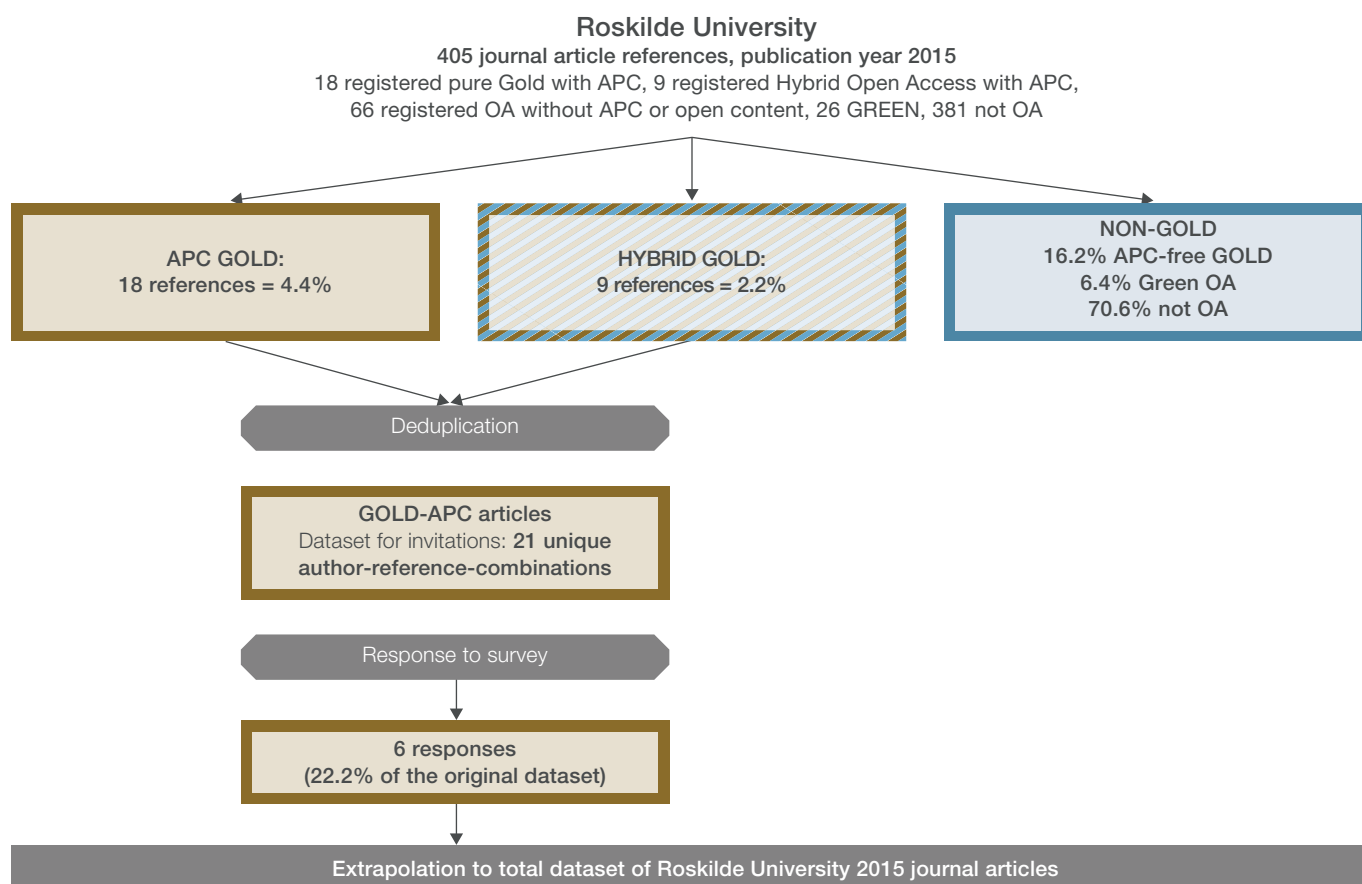 Roskilde University
405 journal article references, publication year 2015
18 registered pure Gold with APC, 9 registered Hybrid Open Access with APC,
66 registered OA without APC or open content, 26 GREEN, 381 not OA
APC GOLD:
18 references = 4.4%
HYBRID GOLD:
9 references = 2.2%
NON-GOLD
16.2% APC-free GOLD
6.4% Green OA
70.6% not OA
Deduplication
GOLD-APC articles
Dataset for invitations: 21 unique
author-reference-combinations
Response to survey
6 responses
(22.2% of the original dataset)
Extrapolation to total dataset of Roskilde University 2015 journal articles